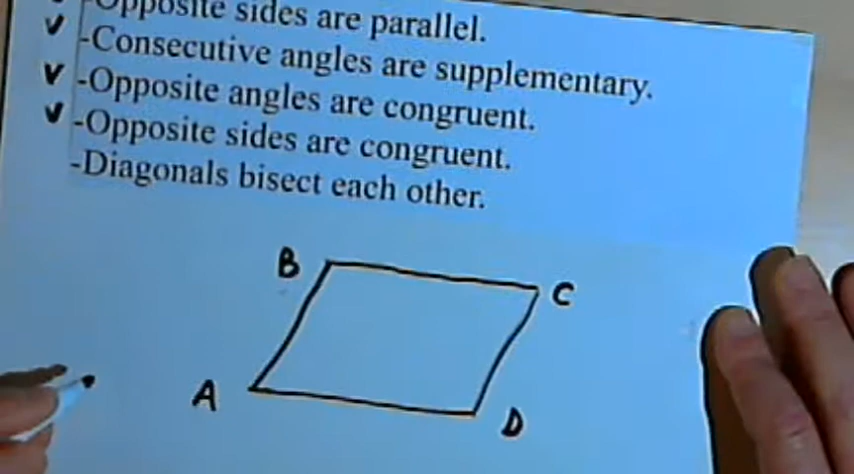 -Opposite sides are parallel.
-Consecutive angles are supplementary.
-Opposite angles are congruent.
-Opposite sides are congruent.
-Diagonals bisect each other.
B
C
A
D